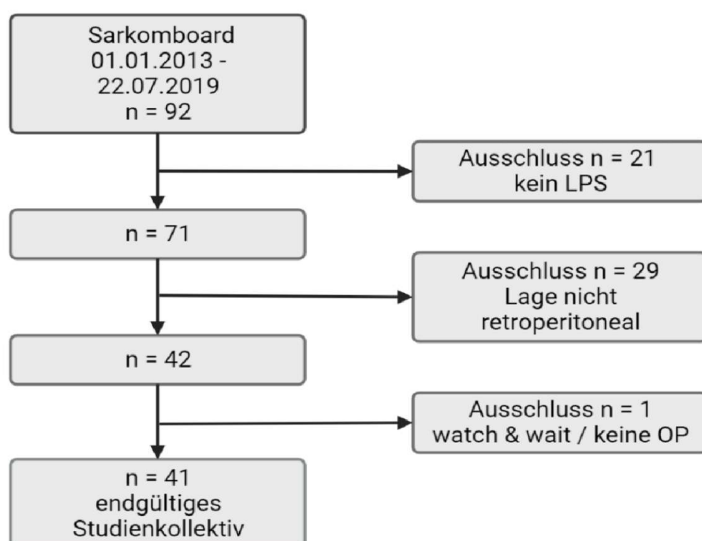 Sarkomboard
01.01.2013 -
22.07.2019
n = 92
Ausschluss n = 21
kein LPS
n = 71
Ausschluss n = 29
Lage nicht
retroperitoneal
n = 42
Ausschluss n = 1
watch & wait / keine OP
n = 41
endgültiges
Studienkollektiv